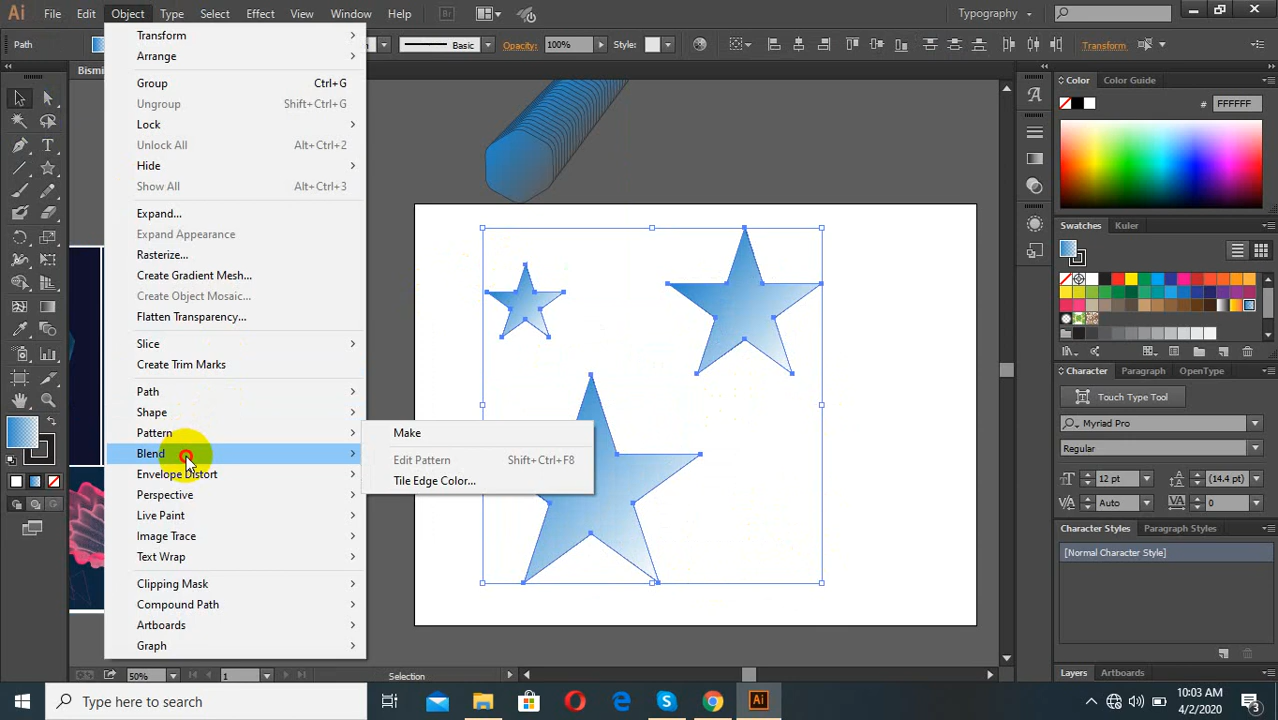 Ai File Edit Object Type Select Effect View Window Help Br Typography
Path Basic Opacity: 100% Style: Transform
Bismi
Transform
Arrange
Group Ctrl+G
Ungroup Shift+Ctrl+G
Lock
Unlock All Alt+Ctrl+2
Hide
Show All Alt+Ctrl+3
Expand...
Expand Appearance
Rasterize...
Create Gradient Mesh...
Create Object Mosaic...
Flatten Transparency...
Slice
Create Trim Marks
Path
Shape
Pattern
Blend
Envelope Distort
Perspective
Live Paint
Image Trace
Text Wrap
Clipping Mask
Compound Path
Artboards
Graph
Make
Edit Pattern Shift+Ctrl+F8
Tile Edge Color...
Color Color Guide
# FFFFFF
Swatches Kuler
Character Paragraph OpenType
Touch Type Tool
Myriad Pro
Regular
12 pt (14.4 pt)
Auto 0
Character Styles Paragraph Styles
[Normal Character Style]
Layers Artboards
50% 1 Selection
Type here to search
10:03 AM
4/2/2020
3